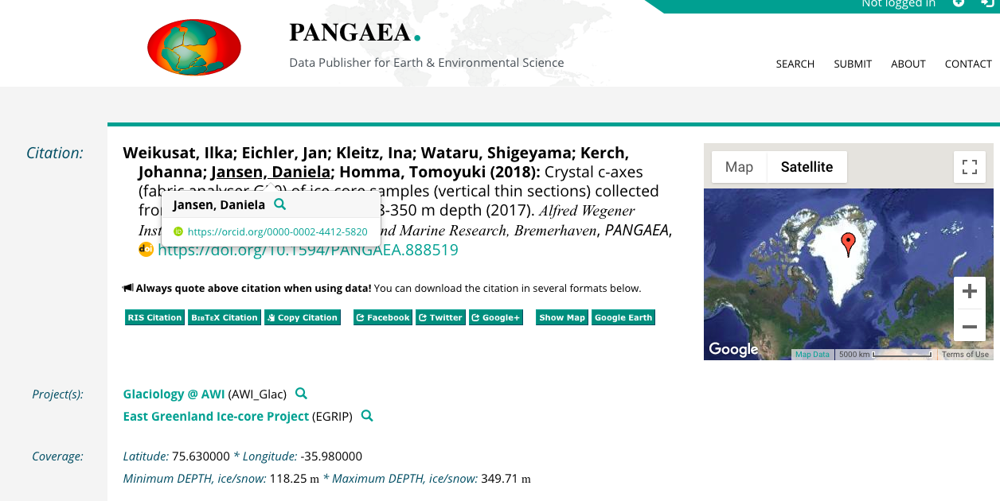 Not logged in
PANGAEA.
Data Publisher for Earth & Environmental Science
SEARCH SUBMIT ABOUT CONTACT
Citation:
Weikusat, Ilka; Eichler, Jan; Kleitz, Ina; Wataru, Shigeyama; Kerch,
Johanna; Jansen, Daniela; Homma, Tomoyuki (2018): Crystal c-axes
(fabric analyser G50) of ice core samples (vertical thin sections) collected
8-350 m depth (2017). Alfred Wegener
nd Marine Research, Bremerhaven, PANGAEA,
doi https://doi.org/10.1594/PANGAEA.888519
Jansen, Daniela
iD https://orcid.org/0000-0002-4412-5820
Always quote above citation when using data! You can download the citation in several formats below.
RIS Citation BibTeX Citation Copy Citation Facebook Twitter Google+ Show Map Google Earth
Map Satellite
Google
Map Data 5000 km Terms of Use
Project(s):
Glaciology @ AWI (AWI_Glac)
East Greenland Ice-core Project (EGRIP)
Coverage:
Latitude: 75.630000 * Longitude: -35.980000
Minimum DEPTH, ice/snow: 118.25 m * Maximum DEPTH, ice/snow: 349.71 m